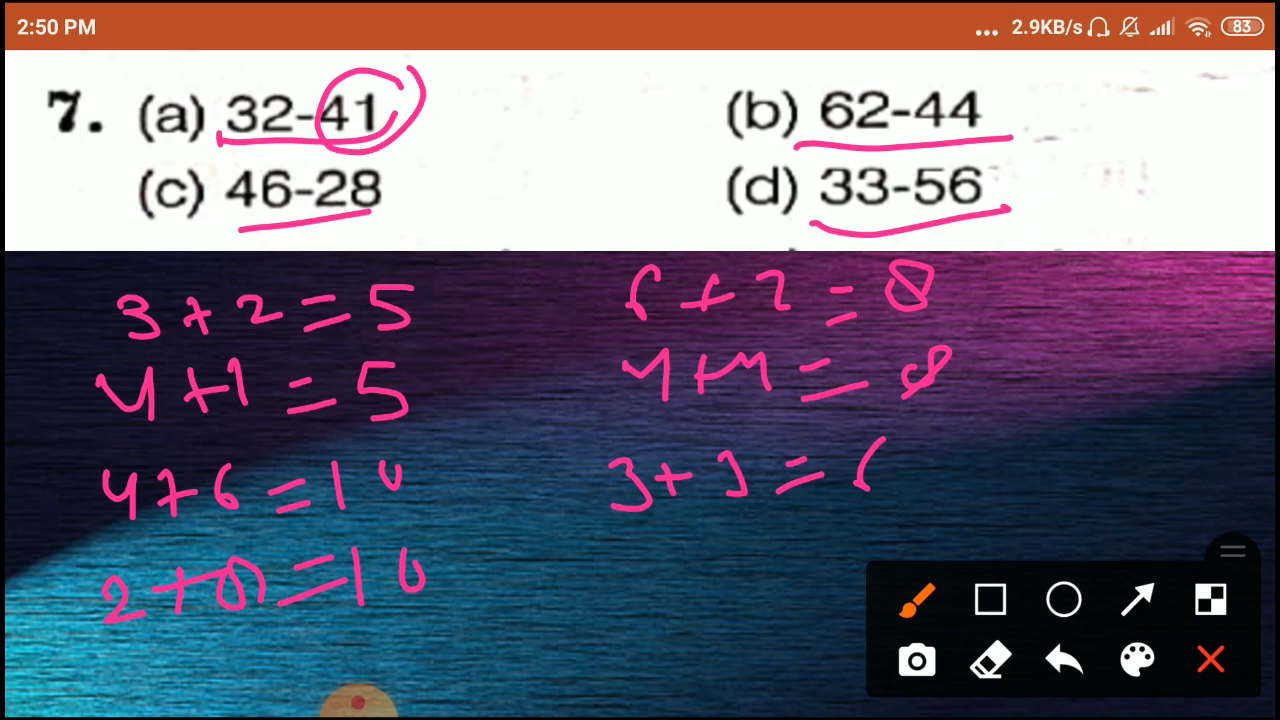 2:50 PM ... 2.9KB/s 83
7. (a) 32-41 (b) 62-44
(c) 46-28 (d) 33-56
3+2=5 6+2=8
4+1=5 4+4=8
4+6=10 3+3=6
2+8=10